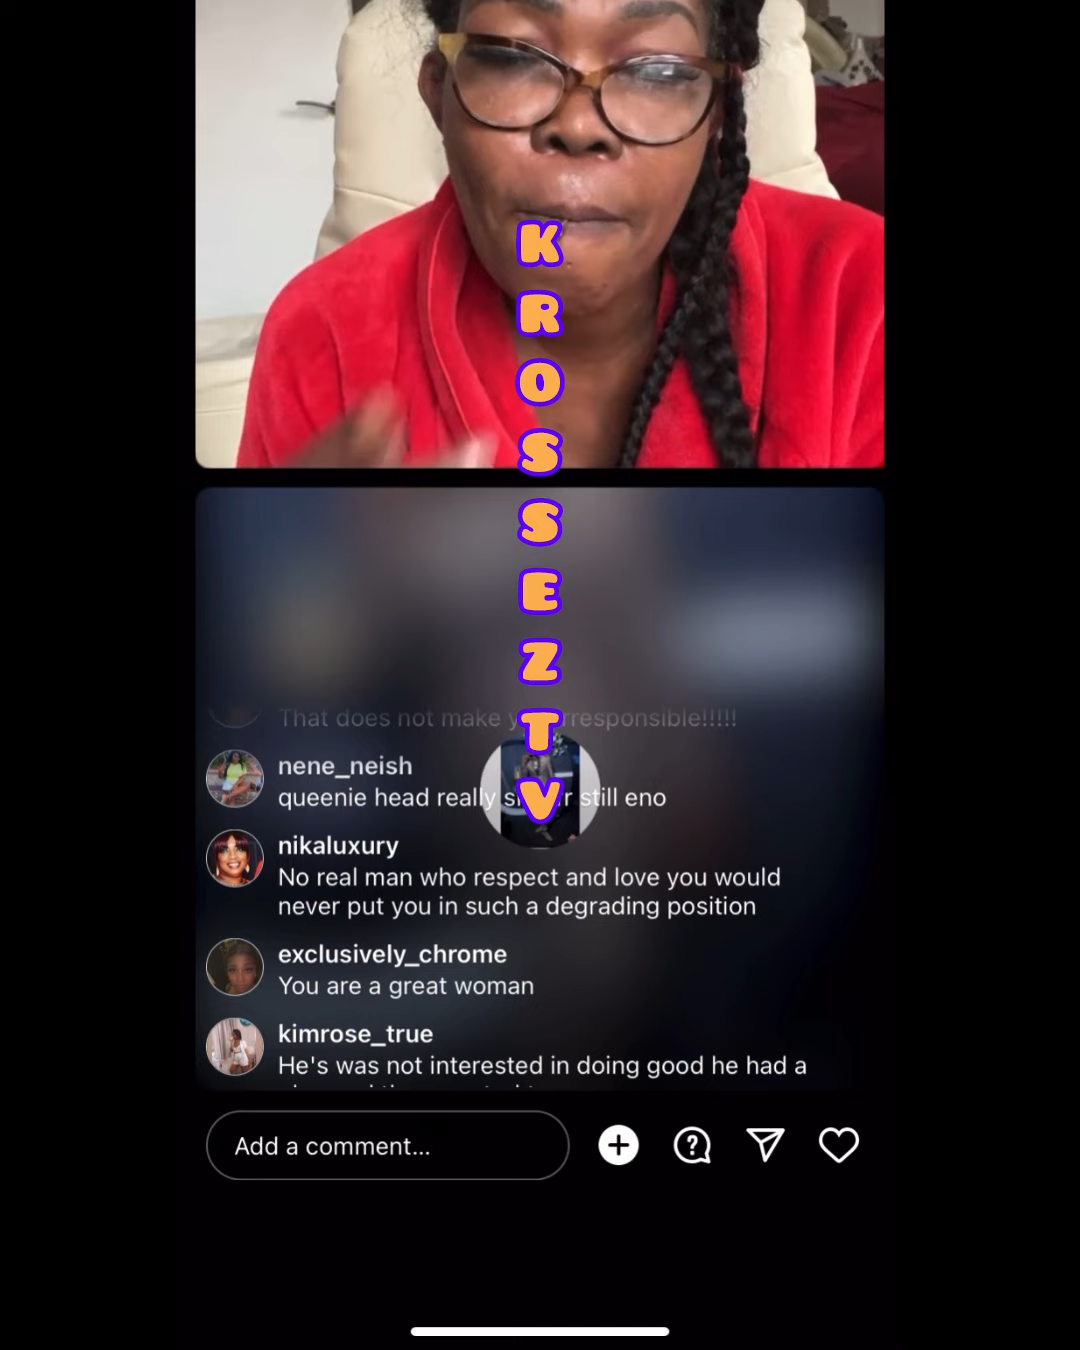 KROSSEZTV
That does not make y rresponsible!!!!!
nene_neish
queenie head really still eno
nikaluxury
No real man who respect and love you would
never put you in such a degrading position
exclusively_chrome
You are a great woman
kimrose_true
He's was not interested in doing good he had a
Add a comment...